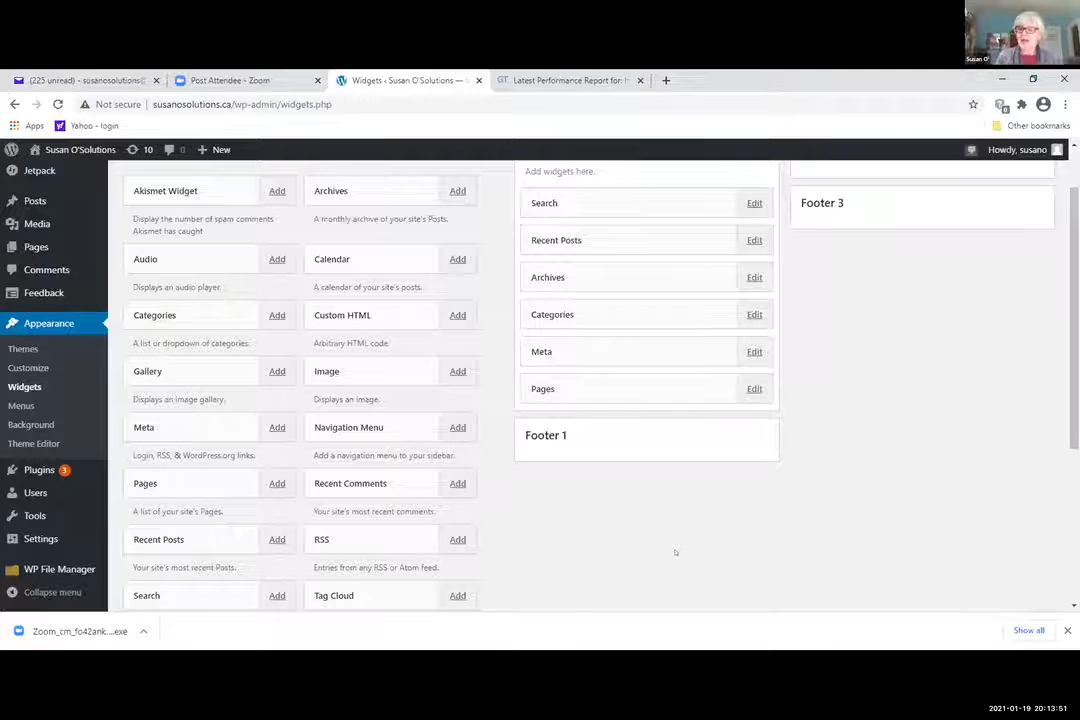 Susan O'
(225 unread) - susanosolutions@
Post Attendee - Zoom
Widgets ‹ Susan O'Solutions —
GT Latest Performance Report for: h
Not secure susanosolutions.ca/wp-admin/widgets.php
Apps Yahoo - login Other bookmarks
Susan O'Solutions 10 0 New Howdy, susano
Jetpack
Posts
Media
Pages
Comments
Feedback
Appearance
Themes
Customize
Widgets
Menus
Background
Theme Editor
Plugins 3
Users
Tools
Settings
WP File Manager
Collapse menu
Akismet Widget Add
Display the number of spam comments
Akismet has caught
Archives Add
A monthly archive of your site's Posts.
Audio Add
Displays an audio player.
Calendar Add
A calendar of your site's posts.
Categories Add
A list or dropdown of categories.
Custom HTML Add
Arbitrary HTML code.
Gallery Add
Displays an image gallery.
Image Add
Displays an image.
Meta Add
Login, RSS, & WordPress.org links.
Navigation Menu Add
Add a navigation menu to your sidebar.
Pages Add
A list of your site's Pages.
Recent Comments Add
Your site's most recent comments.
Recent Posts Add
Your site's most recent Posts.
RSS Add
Entries from any RSS or Atom feed.
Search Add
Tag Cloud Add
Add widgets here.
Search Edit
Recent Posts Edit
Archives Edit
Categories Edit
Meta Edit
Pages Edit
Footer 1
Footer 3
Zoom_cm_fo42ank....exe
Show all
2021-01-19 20:13:51